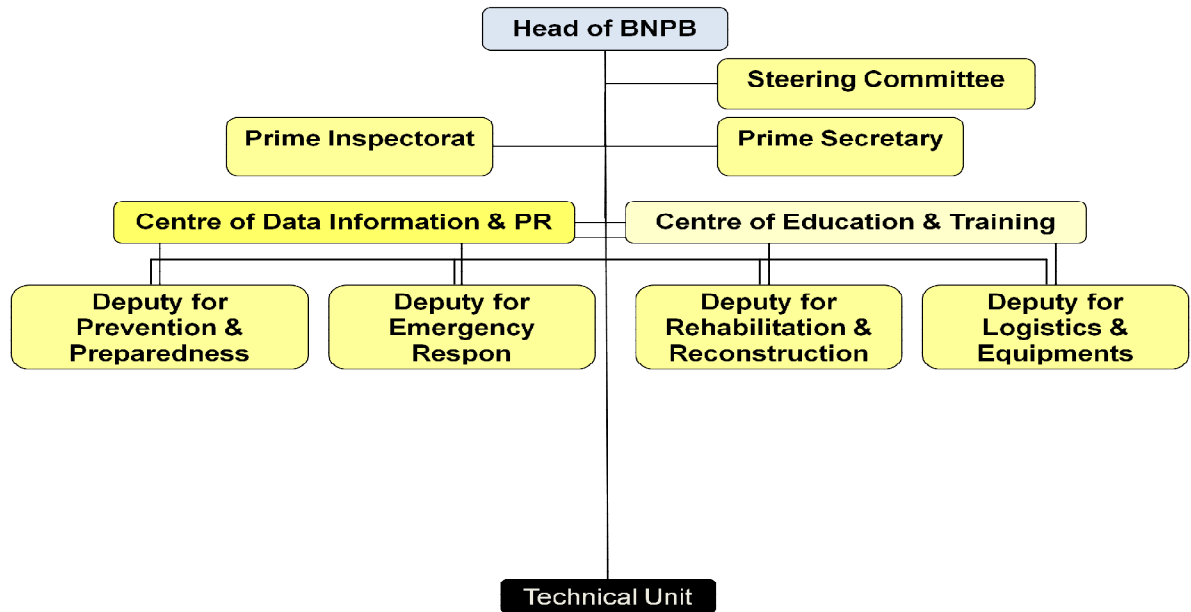 Head of BNPB
Steering Committee
Prime Inspectorat
Prime Secretary
Centre of Data Information & PR
Centre of Education & Training
Deputy for
Prevention &
Preparedness
Deputy for
Emergency
Respon
Deputy for
Rehabilitation &
Reconstruction
Deputy for
Logistics &
Equipments
Technical Unit